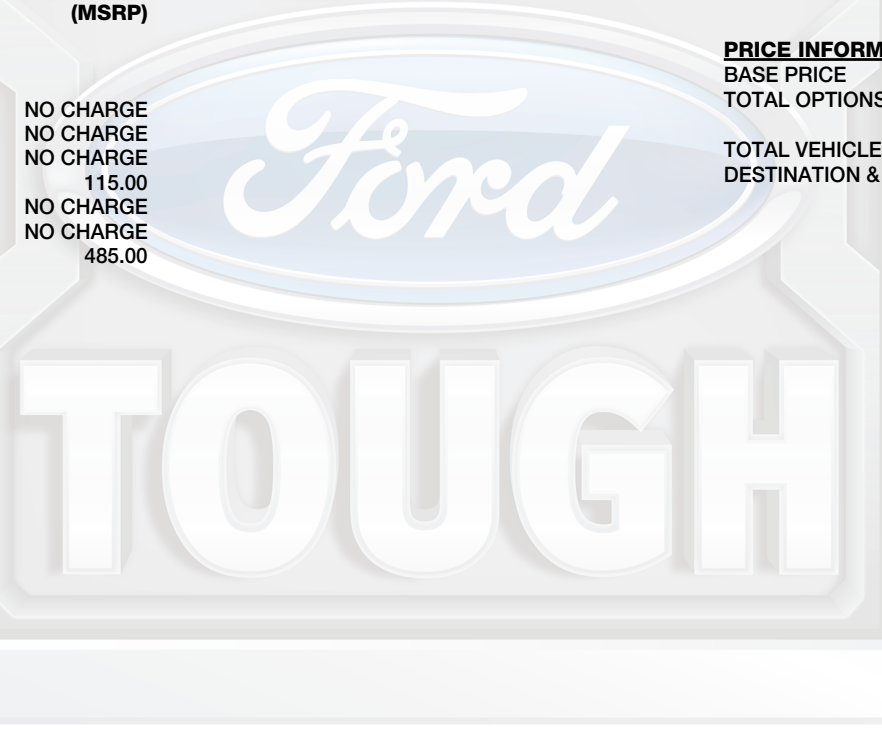 (MSRP)
NO CHARGE
NO CHARGE
NO CHARGE
115.00
NO CHARGE
NO CHARGE
485.00
PRICE INFORM
BASE PRICE
TOTAL OPTIONS
TOTAL VEHICLE
DESTINATION &
Ford
TOUGH